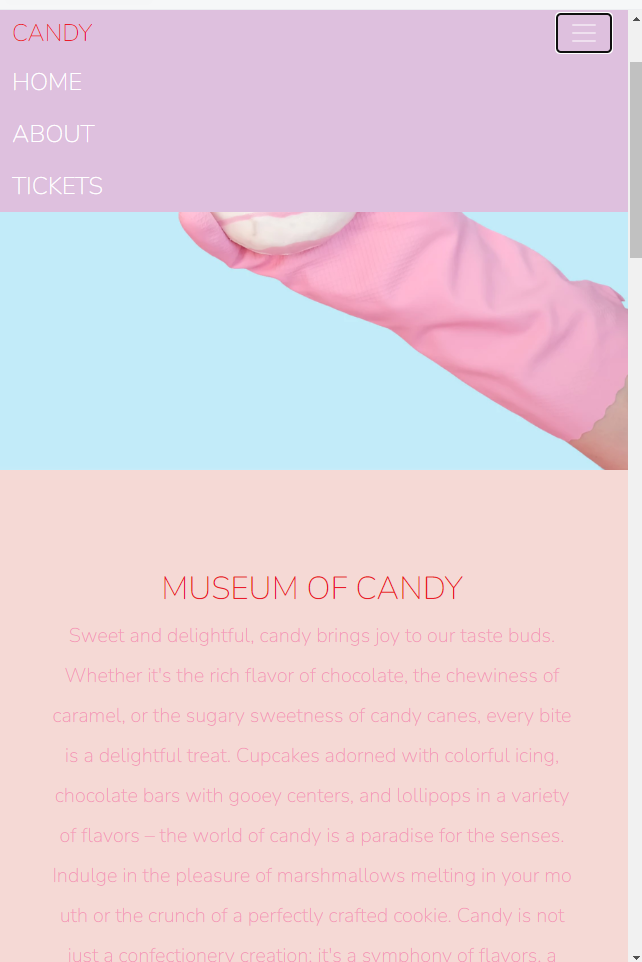 CANDY
HOME
ABOUT
TICKETS
MUSEUM OF CANDY
Sweet and delightful, candy brings joy to our taste buds.
Whether it's the rich flavor of chocolate, the chewiness of
caramel, or the sugary sweetness of candy canes, every bite
is a delightful treat. Cupcakes adorned with colorful icing,
chocolate bars with gooey centers, and lollipops in a variety
of flavors – the world of candy is a paradise for the senses.
Indulge in the pleasure of marshmallows melting in your mo
uth or the crunch of a perfectly crafted cookie. Candy is not
just a confectionery creation; it's a symphony of flavors, a